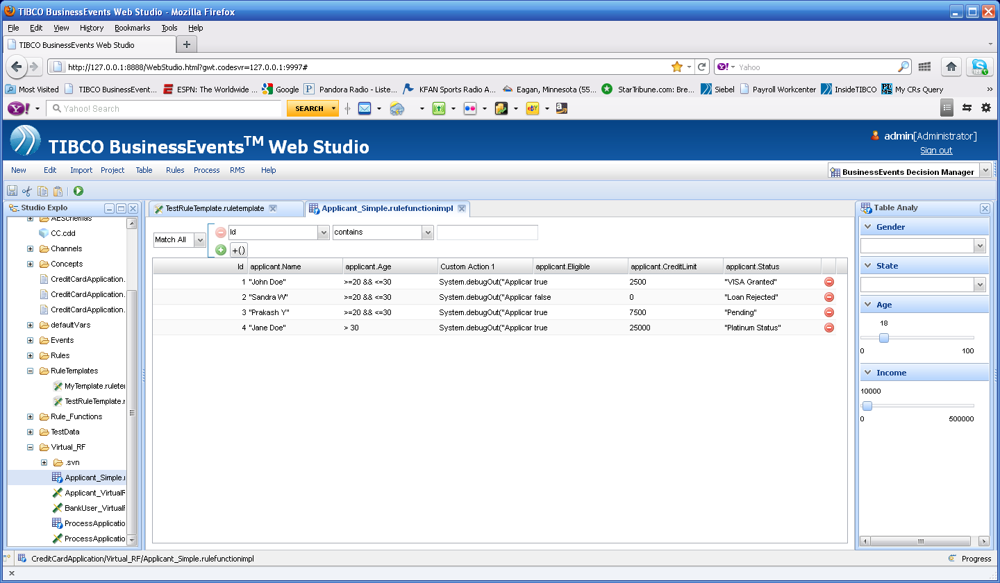 TIBCO BusinessEvents Web Studio - Mozilla Firefox
File Edit View History Bookmarks Tools Help
TIBCO BusinessEvents Web Studio
http://127.0.0.1:8888/WebStudio.html?gwt.codesvr=127.0.0.1:9997#
Yahoo
Most Visited TIBCO BusinessEvent... ESPN: The Worldwide ... Google Pandora Radio - Liste... KFAN Sports Radio A... Eagan, Minnesota (55... StarTribune.com: Bre... Siebel Payroll Workcenter InsideTIBCO My CRs Query
Yahoo! Search SEARCH
TIBCO BusinessEvents™ Web Studio
admin[Administrator]
Sign out
New Edit Import Project Table Rules Process RMS Help
BusinessEvents Decision Manager
Studio Explo
AESchemas
CC.cdd
Channels
Concepts
CreditCardApplication.
CreditCardApplication.
CreditCardApplication.
defaultVars
Events
Rules
RuleTemplates
MyTemplate.ruleter
TestRuleTemplate.r
Rule_Functions
TestData
Virtual_RF
.svn
Applicant_Simple.r
Applicant_VirtualF
BankUser_VirtualF
ProcessApplicatio
ProcessApplicatio
TestRuleTemplate.ruletemplate
Applicant_Simple.rulefunctionimpl
Match All
Id contains
+()
Id applicant.Name applicant.Age Custom Action 1 applicant.Eligible applicant.CreditLimit applicant.Status
1 "John Doe" >=20 && <=30 System.debugOut("Applicar true 2500 "VISA Granted"
2 "Sandra W" >=20 && <=30 System.debugOut("Applicar false 0 "Loan Rejected"
3 "Prakash Y" >=20 && <=30 System.debugOut("Applicar true 7500 "Pending"
4 "Jane Doe" > 30 System.debugOut("Applicar true 25000 "Platinum Status"
Table Analy
Gender
State
Age
18
0 100
Income
10000
0 500000
CreditCardApplication/Virtual_RF/Applicant_Simple.rulefunctionimpl
Progress